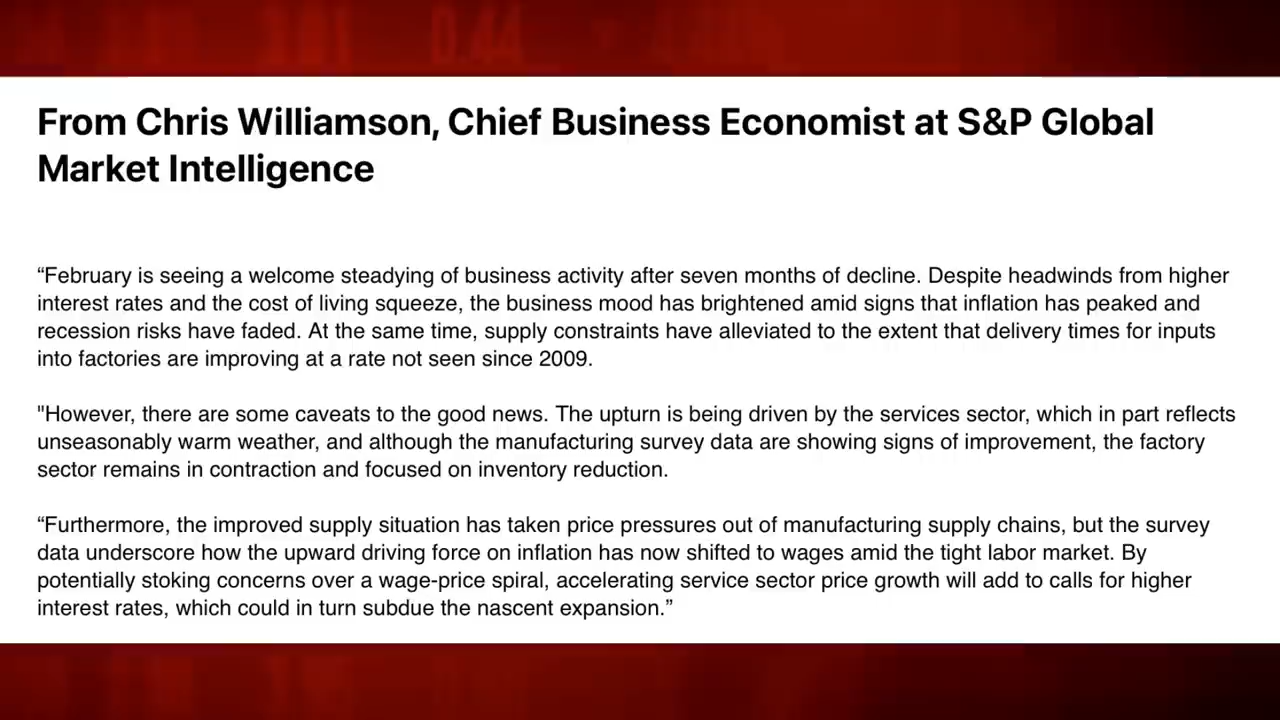 From Chris Williamson, Chief Business Economist at S&P Global
Market Intelligence
“February is seeing a welcome steadying of business activity after seven months of decline. Despite headwinds from higher
interest rates and the cost of living squeeze, the business mood has brightened amid signs that inflation has peaked and
recession risks have faded. At the same time, supply constraints have alleviated to the extent that delivery times for inputs
into factories are improving at a rate not seen since 2009.
"However, there are some caveats to the good news. The upturn is being driven by the services sector, which in part reflects
unseasonably warm weather, and although the manufacturing survey data are showing signs of improvement, the factory
sector remains in contraction and focused on inventory reduction.
“Furthermore, the improved supply situation has taken price pressures out of manufacturing supply chains, but the survey
data underscore how the upward driving force on inflation has now shifted to wages amid the tight labor market. By
potentially stoking concerns over a wage-price spiral, accelerating service sector price growth will add to calls for higher
interest rates, which could in turn subdue the nascent expansion.”